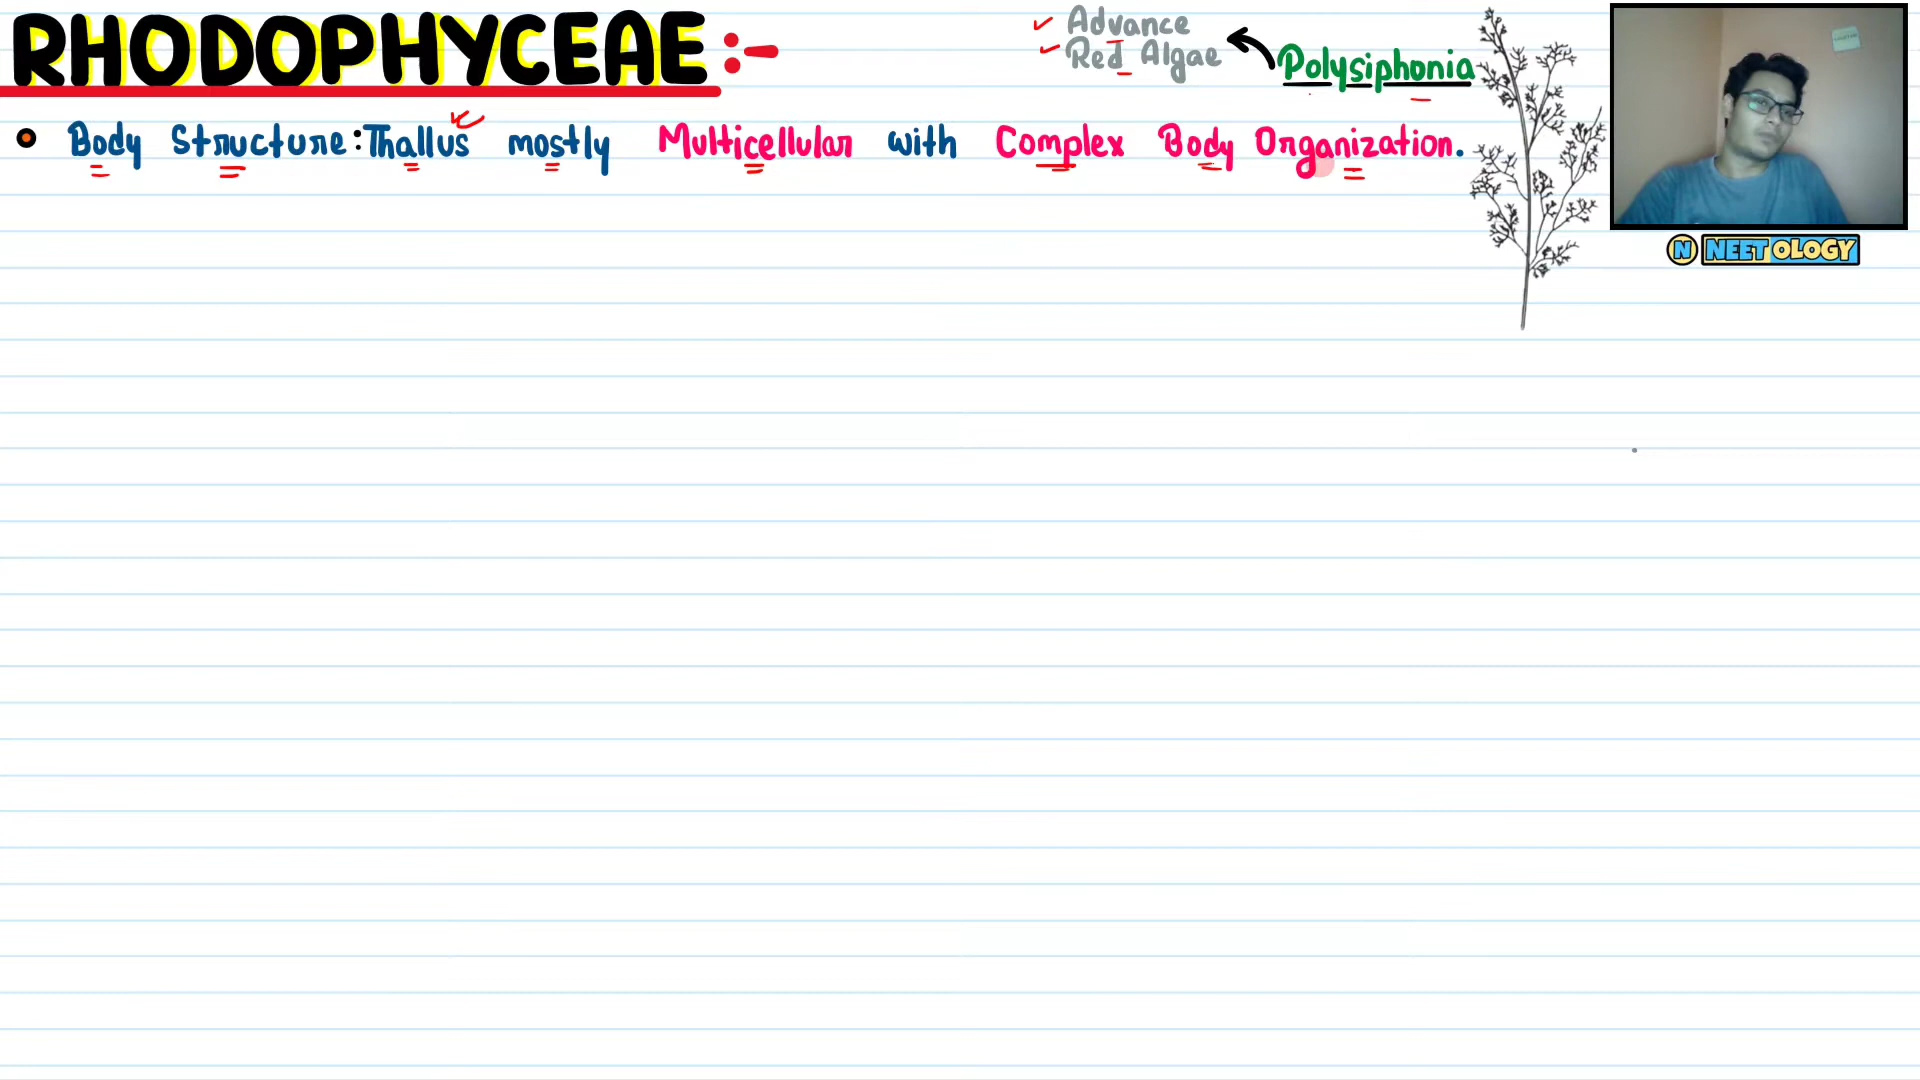 RHODOPHYCEAE :-
Advance
Red Algae
Polysiphonia
• Body Structure : Thallus mostly Multicellular with Complex Body Organization.
N NEETOLOGY